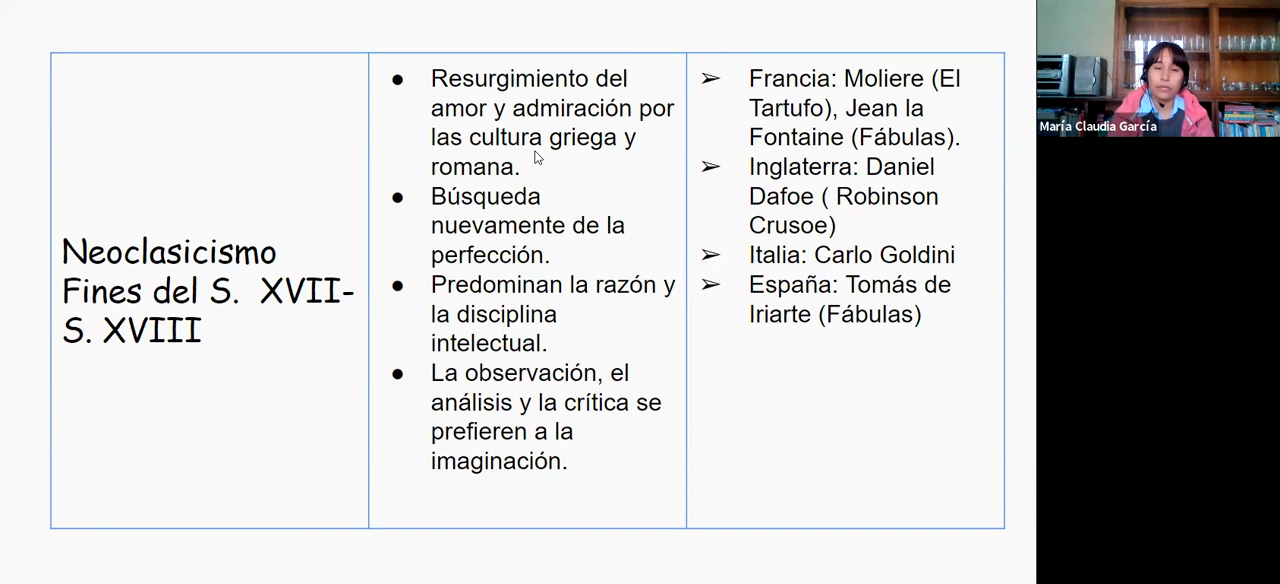 Neoclasicismo
Fines del S. XVII-
S. XVIII
● Resurgimiento del
amor y admiración por
las cultura griega y
romana.
● Búsqueda
nuevamente de la
perfección.
● Predominan la razón y
la disciplina
intelectual.
● La observación, el
análisis y la crítica se
prefieren a la
imaginación.
➢ Francia: Moliere (El
Tartufo), Jean la
Fontaine (Fábulas).
➢ Inglaterra: Daniel
Dafoe ( Robinson
Crusoe)
➢ Italia: Carlo Goldini
➢ España: Tomás de
Iriarte (Fábulas)
María Claudia García